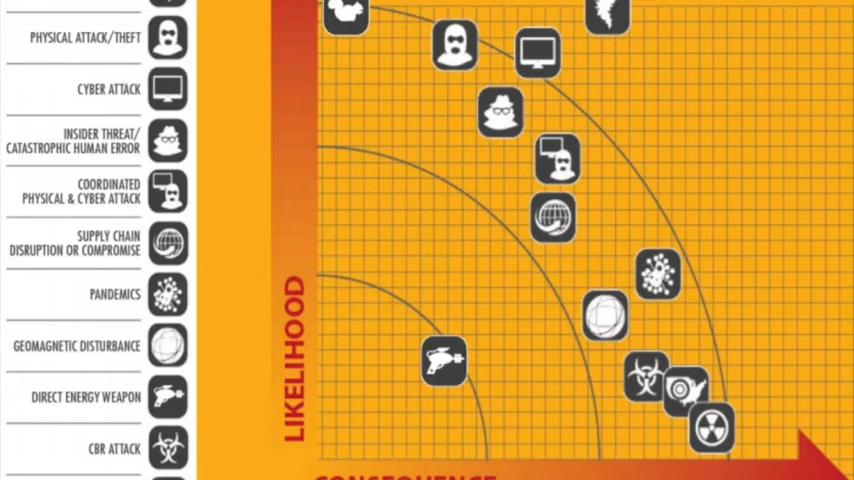 PHYSICAL ATTACK/THEFT
CYBER ATTACK
INSIDER THREAT/
CATASTROPHIC HUMAN ERROR
COORDINATED
PHYSICAL & CYBER ATTACK
SUPPLY CHAIN
DISRUPTION OR COMPROMISE
PANDEMICS
GEOMAGNETIC DISTURBANCE
DIRECT ENERGY WEAPON
CBR ATTACK
LIKELIHOOD
CONSEQUENCE